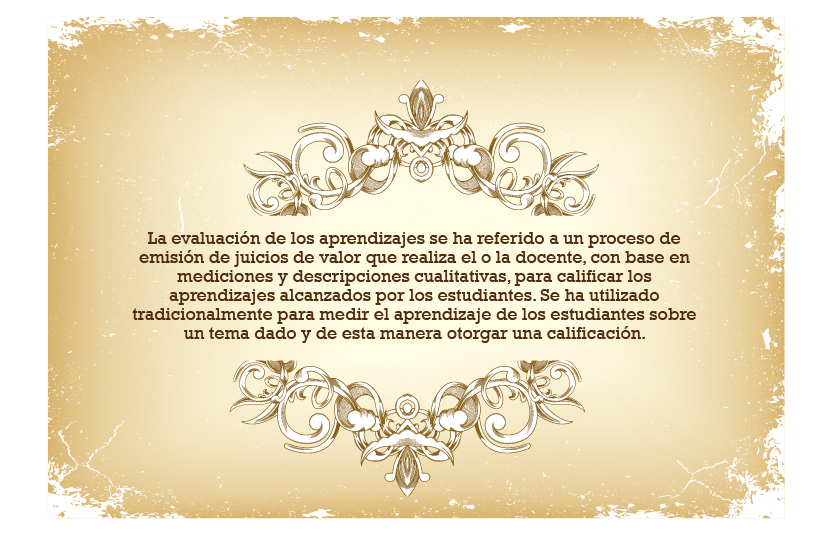 La evaluación de los aprendizajes se ha referido a un proceso de
emisión de juicios de valor que realiza el o la docente, con base en
mediciones y descripciones cualitativas, para calificar los
aprendizajes alcanzados por los estudiantes. Se ha utilizado
tradicionalmente para medir el aprendizaje de los estudiantes sobre
un tema dado y de esta manera otorgar una calificación.